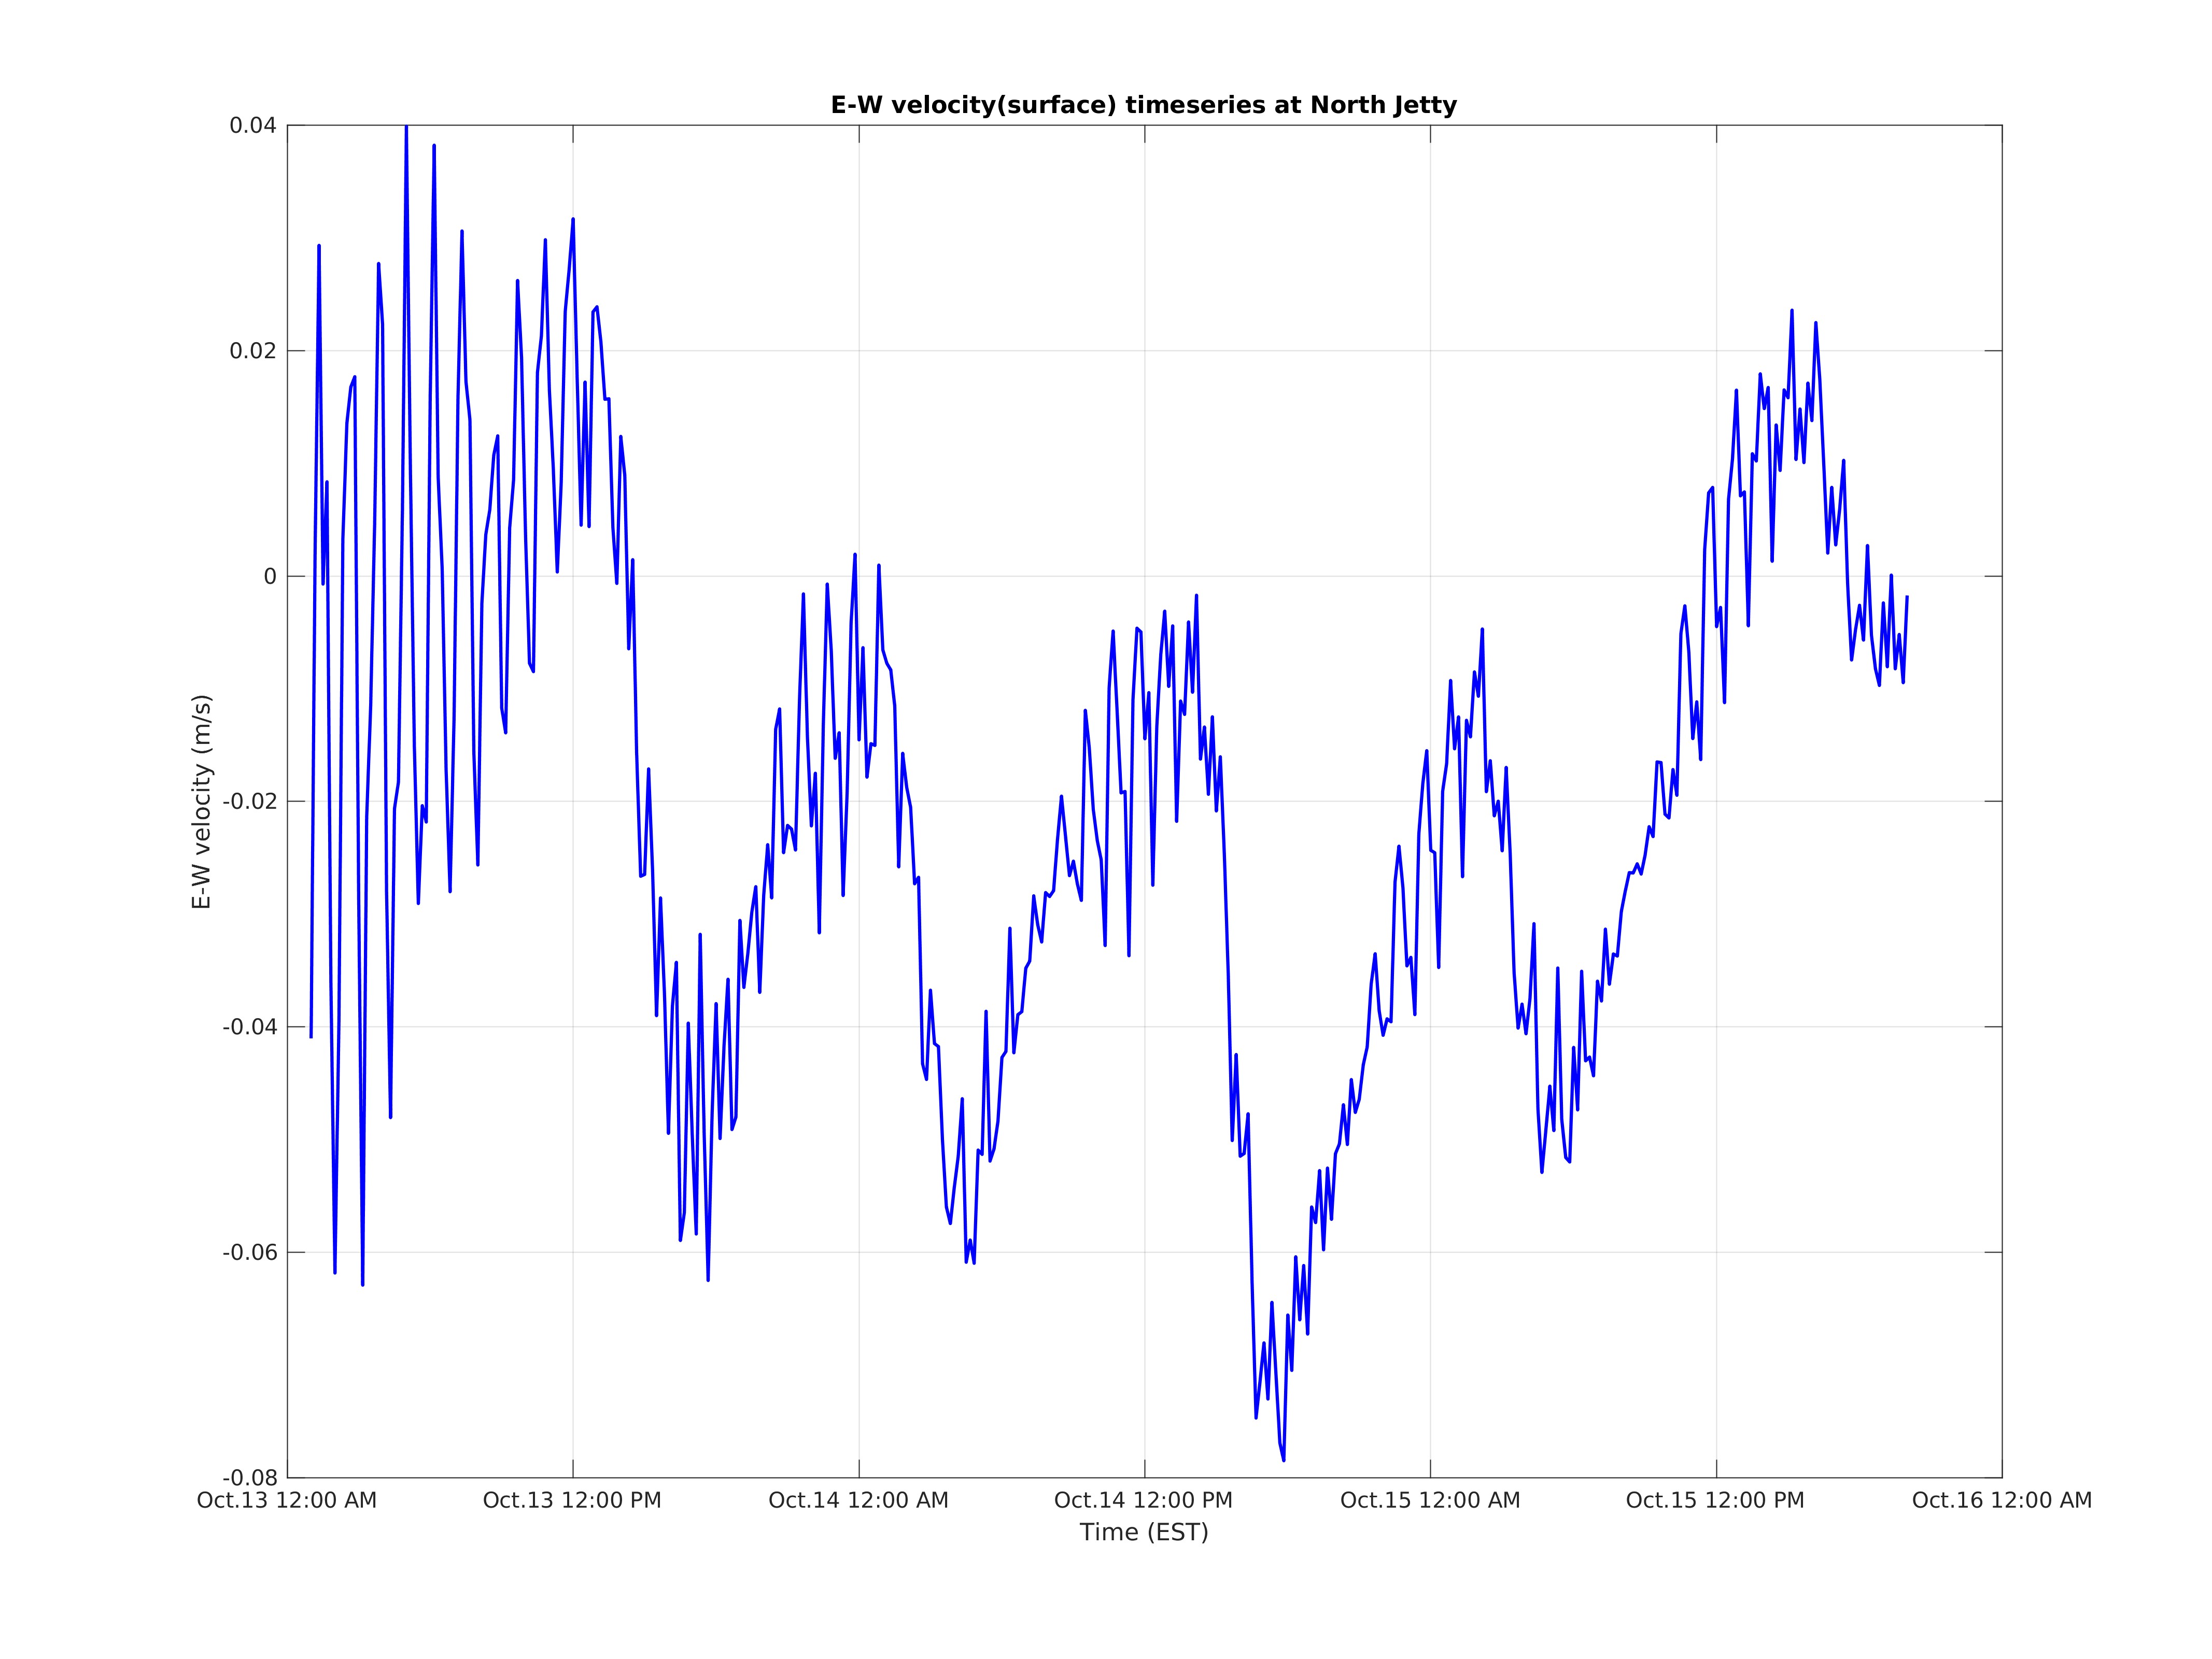 E-W velocity(surface) timeseries at North Jetty
0.04
0.02
0
-0.02
-0.04
-0.06
-0.08
E-W velocity (m/s)
Oct.13 12:00 AM
Oct.13 12:00 PM
Oct.14 12:00 AM
Oct.14 12:00 PM
Oct.15 12:00 AM
Oct.15 12:00 PM
Oct.16 12:00 AM
Time (EST)